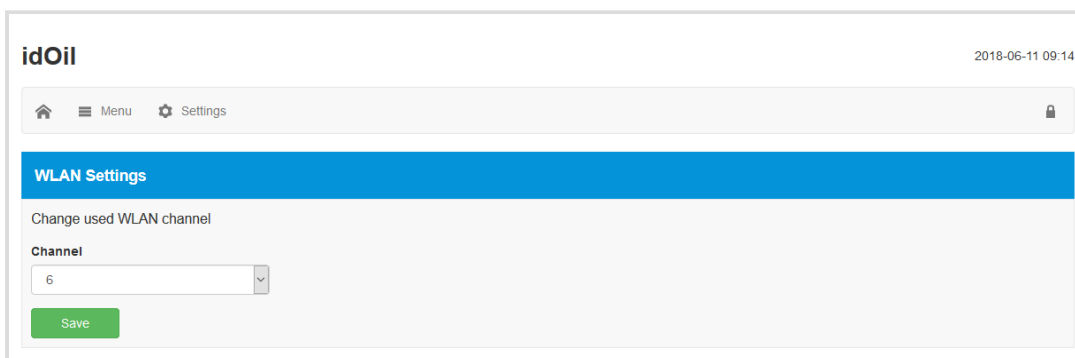 idOil
2018-06-11 09:14
Menu Settings
WLAN Settings
Change used WLAN channel
Channel
6
Save